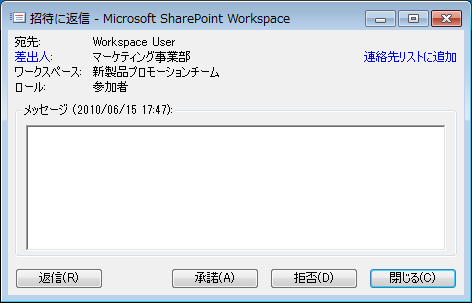 招待に返信 - Microsoft SharePoint Workspace
宛先: Workspace User
差出人: マーケティング事業部 連絡先リストに追加
ワークスペース: 新製品プロモーションチーム
ロール: 参加者
メッセージ (2010/06/15 17:47):
返信(R) 承諾(A) 拒否(D) 閉じる(C)